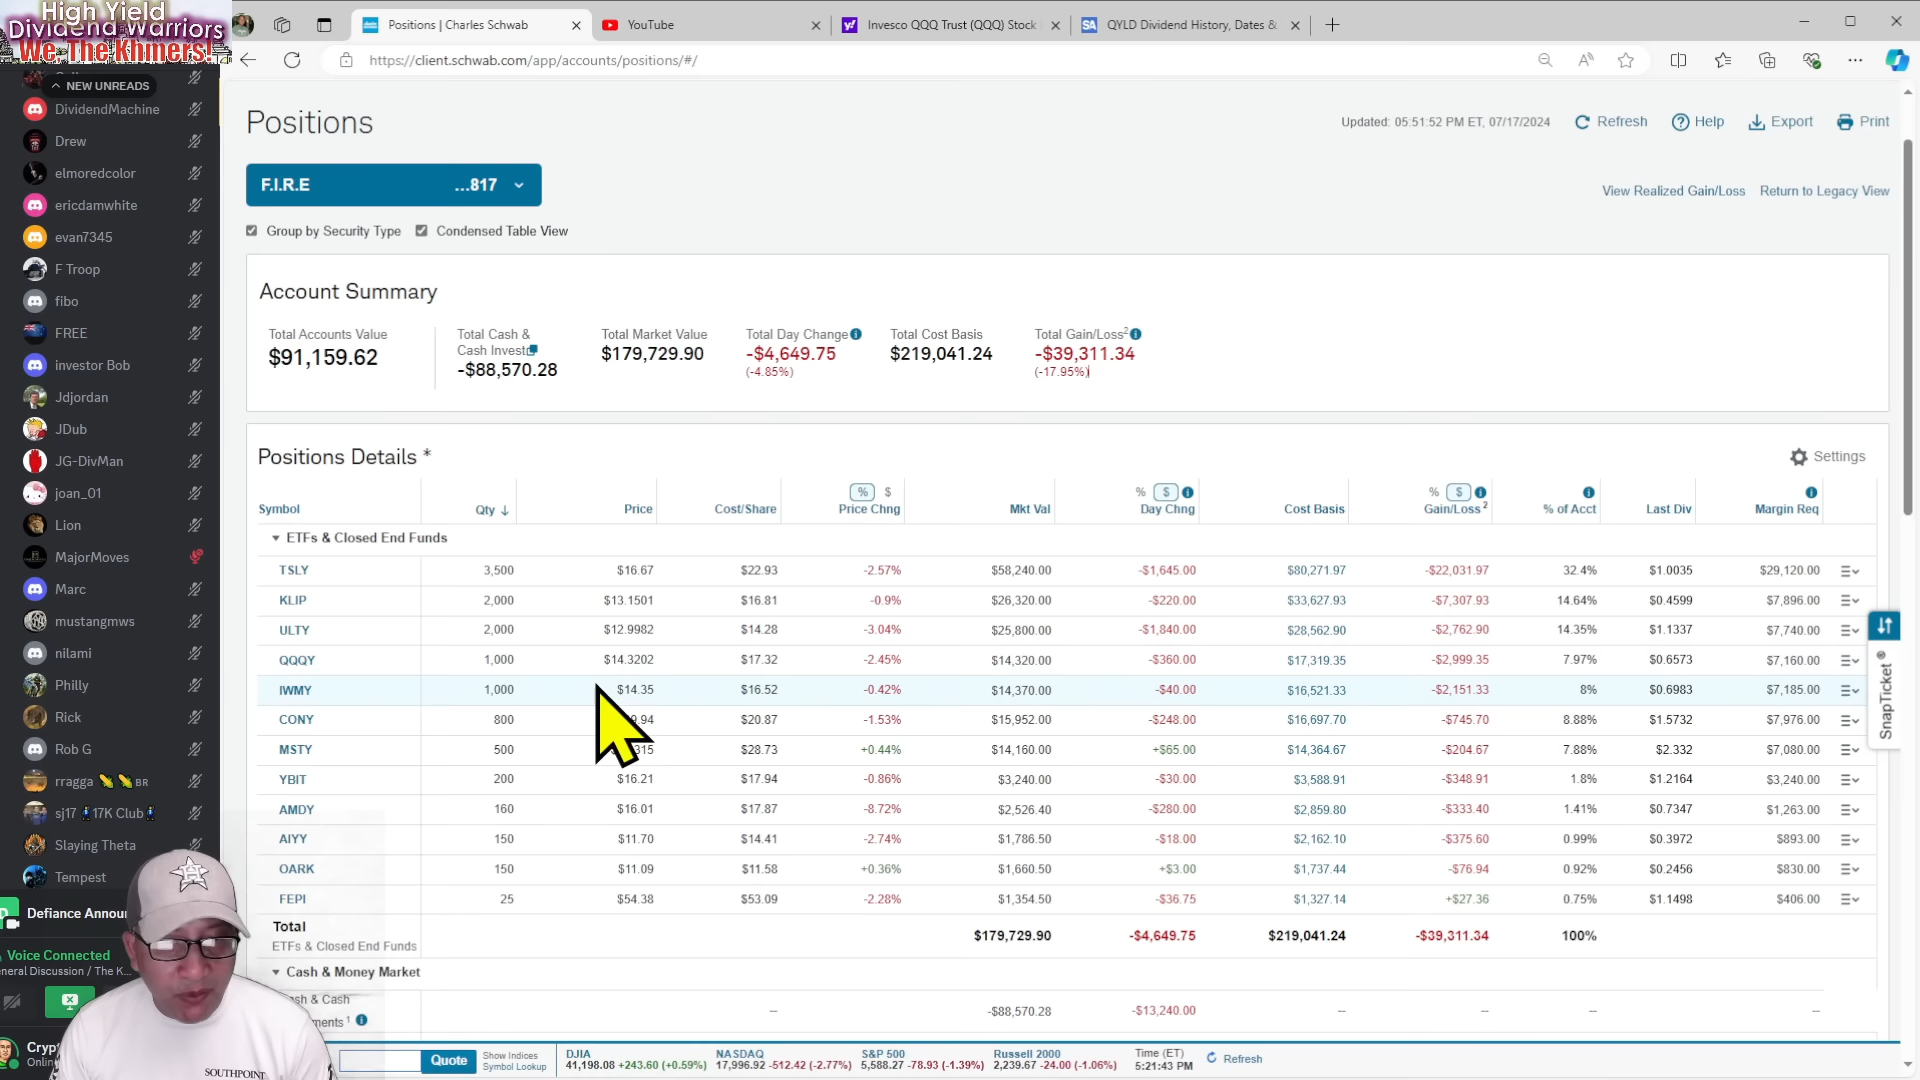 High Yield
Dividend Warriors
We The Khmers!
NEW UNREADS
DividendMachine
Drew
elmoredcolor
ericdamwhite
evan7345
F Troop
fibo
FREE
investor Bob
Jdjordan
JDub
JG-DivMan
joan_01
Lion
MajorMoves
Marc
mustangmws
nilami
Philly
Rick
Rob G
rragga BR
sj17 17K Club
Slaying Theta
Tempest
Defiance Annou
Voice Connected
eneral Discussion / The K...
Cryp
Onlin
SOUTHPOINT
Positions | Charles Schwab
YouTube
Invesco QQQ Trust (QQQ) Stock
QYLD Dividend History, Dates &
https://client.schwab.com/app/accounts/positions/#/
Positions
Updated: 05:51:52 PM ET, 07/17/2024 Refresh Help Export Print
F.I.R.E ...817
View Realized Gain/Loss Return to Legacy View
Group by Security Type Condensed Table View
Account Summary
Total Accounts Value
$91,159.62
Total Cash &
Cash Invest
-$88,570.28
Total Market Value
$179,729.90
Total Day Change
-$4,649.75
(-4.85%)
Total Cost Basis
$219,041.24
Total Gain/Loss2
-$39,311.34
(-17.95%)
Positions Details *
Settings
% $ % $ % $
Symbol Qty ↓ Price Cost/Share Price Chng Mkt Val Day Chng Cost Basis Gain/Loss 2 % of Acct Last Div Margin Req
ETFs & Closed End Funds
TSLY 3,500 $16.67 $22.93 -2.57% $58,240.00 -$1,645.00 $80,271.97 -$22,031.97 32.4% $1.0035 $29,120.00
KLIP 2,000 $13.1501 $16.81 -0.9% $26,320.00 -$220.00 $33,627.93 -$7,307.93 14.64% $0.4599 $7,896.00
ULTY 2,000 $12.9982 $14.28 -3.04% $25,800.00 -$1,840.00 $28,562.90 -$2,762.90 14.35% $1.1337 $7,740.00
QQQY 1,000 $14.3202 $17.32 -2.45% $14,320.00 -$360.00 $17,319.35 -$2,999.35 7.97% $0.6573 $7,160.00
IWMY 1,000 $14.35 $16.52 -0.42% $14,370.00 -$40.00 $16,521.33 -$2,151.33 8% $0.6983 $7,185.00
CONY 800 9.94 $20.87 -1.53% $15,952.00 -$248.00 $16,697.70 -$745.70 8.88% $1.5732 $7,976.00
MSTY 500 315 $28.73 +0.44% $14,160.00 +$65.00 $14,364.67 -$204.67 7.88% $2.332 $7,080.00
YBIT 200 $16.21 $17.94 -0.86% $3,240.00 -$30.00 $3,588.91 -$348.91 1.8% $1.2164 $3,240.00
AMDY 160 $16.01 $17.87 -8.72% $2,526.40 -$280.00 $2,859.80 -$333.40 1.41% $0.7347 $1,263.00
AIYY 150 $11.70 $14.41 -2.74% $1,786.50 -$18.00 $2,162.10 -$375.60 0.99% $0.3972 $893.00
OARK 150 $11.09 $11.58 +0.36% $1,660.50 +$3.00 $1,737.44 -$76.94 0.92% $0.2456 $830.00
FEPI 25 $54.38 $53.09 -2.28% $1,354.50 -$36.75 $1,327.14 +$27.36 0.75% $1.1498 $406.00
Total
ETFs & Closed End Funds $179,729.90 -$4,649.75 $219,041.24 -$39,311.34 100%
Cash & Money Market
sh & Cash
ments 1 -- -$88,570.28 -$13,240.00 -- -- -- -- --
SnapTicket ®
Quote
Show Indices
Symbol Lookup
DJIA
41,198.08 +243.60 (+0.59%)
NASDAQ
17,996.92 -512.42 (-2.77%)
S&P 500
5,588.27 -78.93 (-1.39%)
Russell 2000
2,239.67 -24.00 (-1.06%)
Time (ET)
5:21:43 PM
Refresh